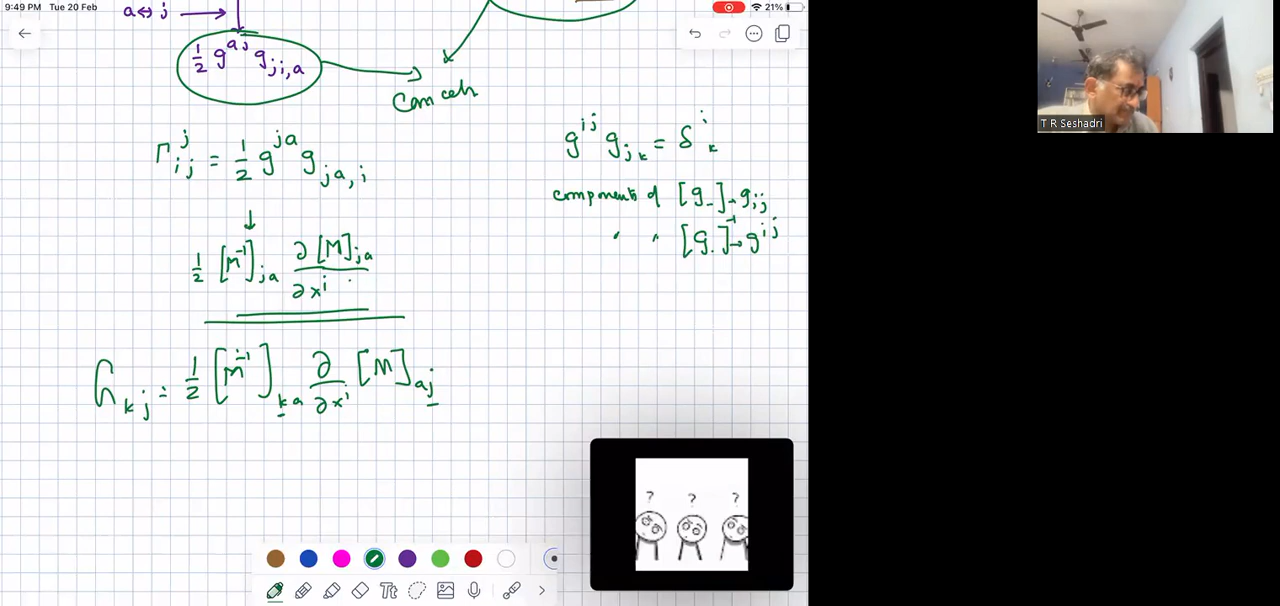 9:49 PM Tue 20 Feb
21%
a⇔j →
½ g^{aj} g_{ji,a}
Cancels
Γ^j_{ij} = ½ g^{ja} g_{ja,i}
↓
½ [M^{-1}]_{ja} ∂[M]_{ja} / ∂x^i
G_{kj} = ½ [M^{-1}]_{ka} ∂/∂x^i [M]_{aj}
g^{ij} g_{jk} = δ^i_k
components of [g_] → g_{ij}
" " [g_]^{-1} → g^{ij}
? ? ?
Tt
T R Seshadri